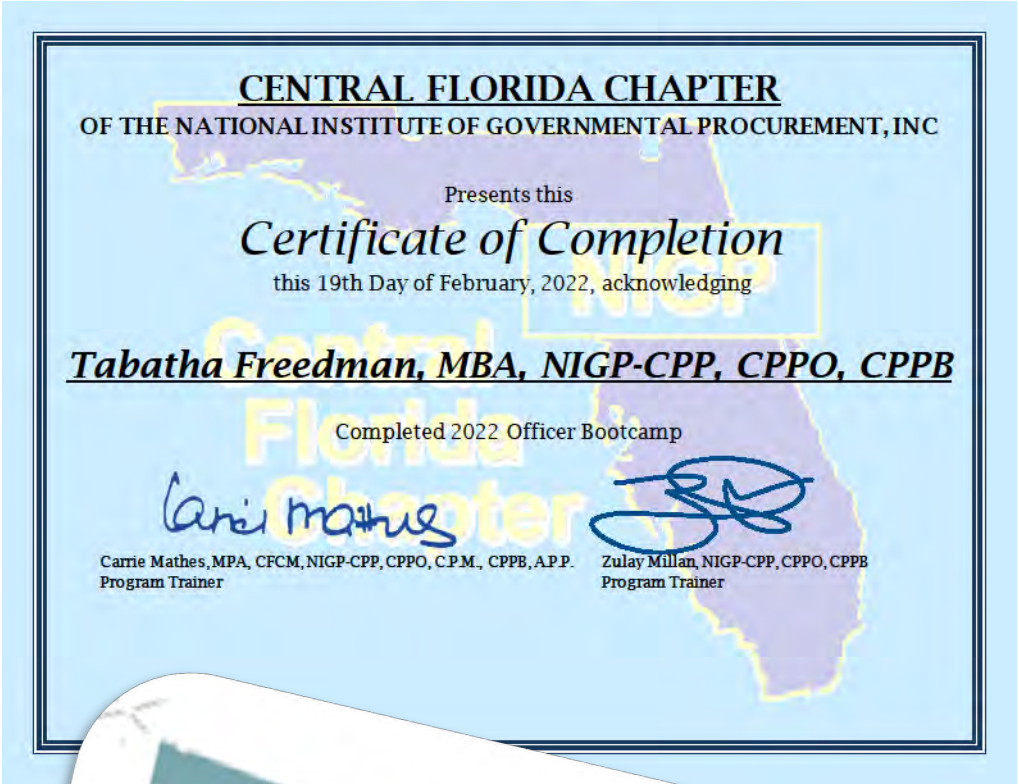 CENTRAL FLORIDA CHAPTER
OF THE NATIONAL INSTITUTE OF GOVERNMENTAL PROCUREMENT, INC
Presents this
Certificate of Completion
this 19th Day of February, 2022, acknowledging
NIGP
Tabatha Freedman, MBA, NIGP-CPP, CPPO, CPPB
Central
Florida
Chapter
Completed 2022 Officer Bootcamp
Carrie Mathes
Carrie Mathes, MPA, CFCM, NIGP-CPP, CPPO, C.P.M., CPPB, A.P.P.
Program Trainer
Zulay Millan, NIGP-CPP, CPPO, CPPB
Program Trainer